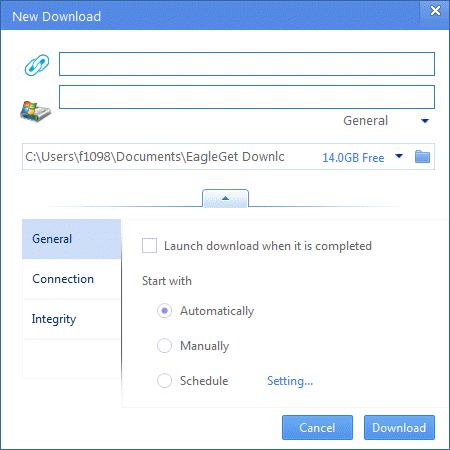 New Download
General
C:\Users\f1098\Documents\EagleGet Downlc 14.0GB Free
General
Launch download when it is completed
Connection
Start with
Integrity
Automatically
Manually
Schedule Setting...
Cancel Download